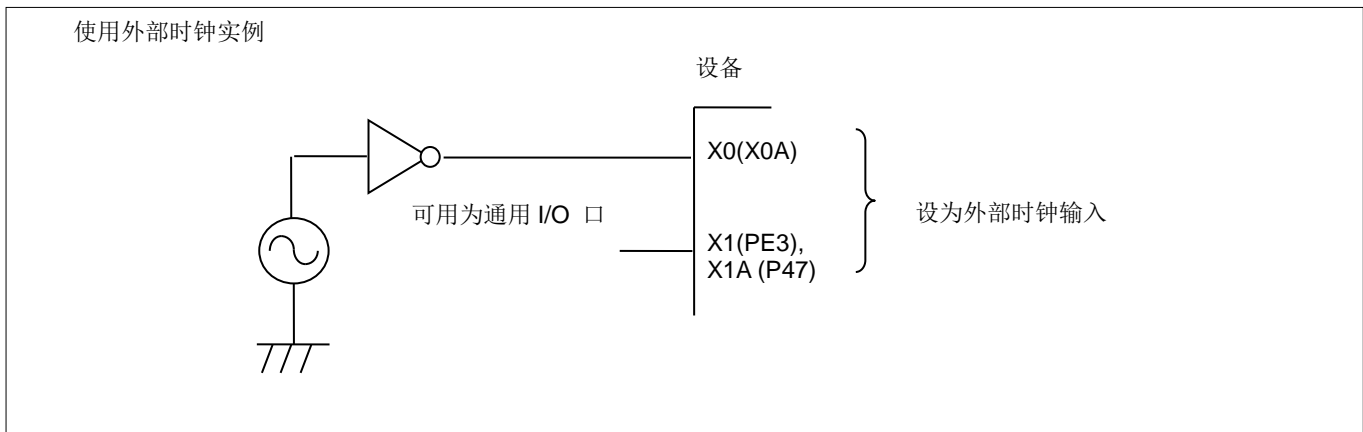 使用外部时钟实例
设备
X0(X0A)
可用为通用 I/O 口
设为外部时钟输入
X1(PE3),
X1A (P47)